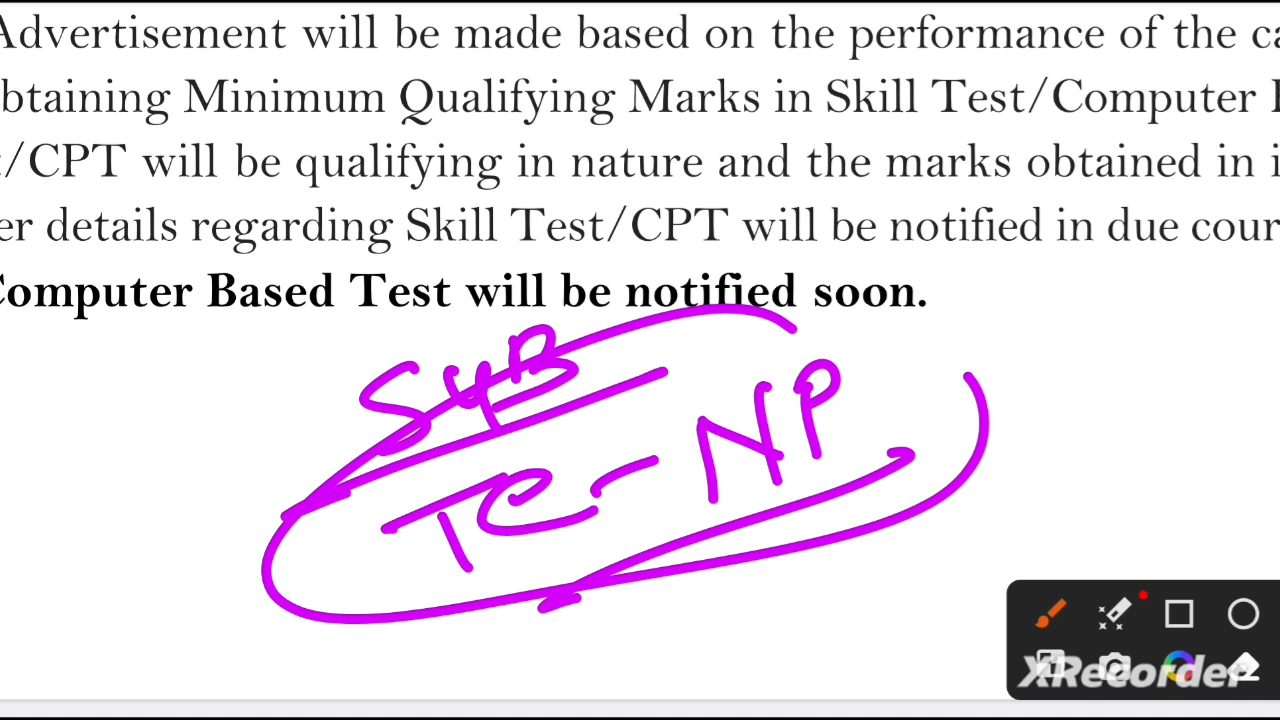 Advertisement will be made based on the performance of the ca
btaining Minimum Qualifying Marks in Skill Test/Computer
/CPT will be qualifying in nature and the marks obtained in i
er details regarding Skill Test/CPT will be notified in due cour
Computer Based Test will be notified soon.
SYB
TC-NP
XRecorder